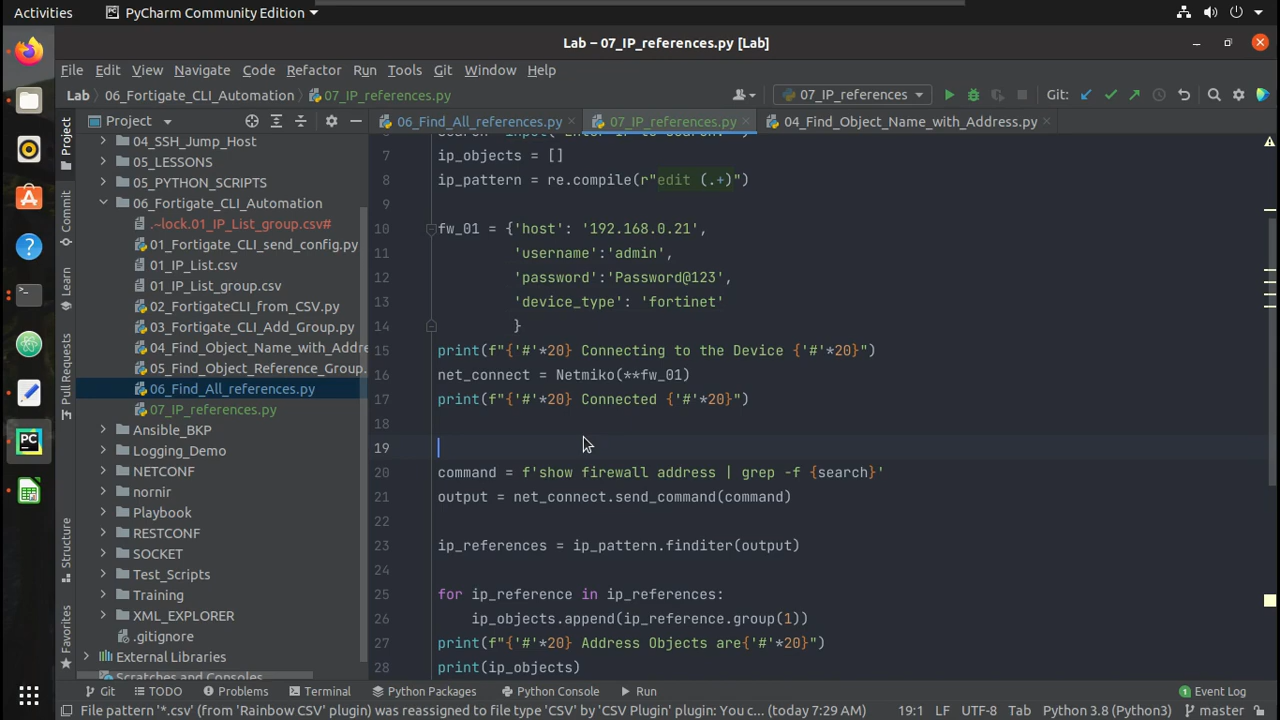 Activities
PyCharm Community Edition
Lab – 07_IP_references.py [Lab]
File Edit View Navigate Code Refactor Run Tools Git Window Help
Lab 06_Fortigate_CLI_Automation 07_IP_references.py
07_IP_references
Git:
Project
06_Find_All_references.py
07_IP_references.py
04_Find_Object_Name_with_Address.py
Project
Commit
Learn
Pull Requests
Structure
Favorites
04_SSH_Jump_Host
05_LESSONS
05_PYTHON_SCRIPTS
06_Fortigate_CLI_Automation
.~lock.01_IP_List_group.csv#
01_Fortigate_CLI_send_config.py
01_IP_List.csv
01_IP_List_group.csv
02_FortigateCLI_from_CSV.py
03_Fortigate_CLI_Add_Group.py
04_Find_Object_Name_with_Addre
05_Find_Object_Reference_Group.
06_Find_All_references.py
07_IP_references.py
Ansible_BKP
Logging_Demo
NETCONF
nornir
Playbook
RESTCONF
SOCKET
Test_Scripts
Training
XML_EXPLORER
.gitignore
External Libraries
Scratches and Consoles
7 ip_objects = []
8 ip_pattern = re.compile(r"edit (.+)")
9
10 fw_01 = {'host': '192.168.0.21',
11 'username':'admin',
12 'password':'Password@123',
13 'device_type': 'fortinet'
14 }
15 print(f"{'#'*20} Connecting to the Device {'#'*20}")
16 net_connect = Netmiko(**fw_01)
17 print(f"{'#'*20} Connected {'#'*20}")
18
19
20 command = f'show firewall address | grep -f {search}'
21 output = net_connect.send_command(command)
22
23 ip_references = ip_pattern.finditer(output)
24
25 for ip_reference in ip_references:
26 ip_objects.append(ip_reference.group(1))
27 print(f"{'#'*20} Address Objects are{'#'*20}")
28 print(ip_objects)
Git TODO Problems Terminal Python Packages Python Console Run
1 Event Log
File pattern '*.csv' (from 'Rainbow CSV' plugin) was reassigned to file type 'CSV' by 'CSV Plugin' plugin: You c... (today 7:29 AM)
19:1 LF UTF-8 Tab Python 3.8 (Python3) master